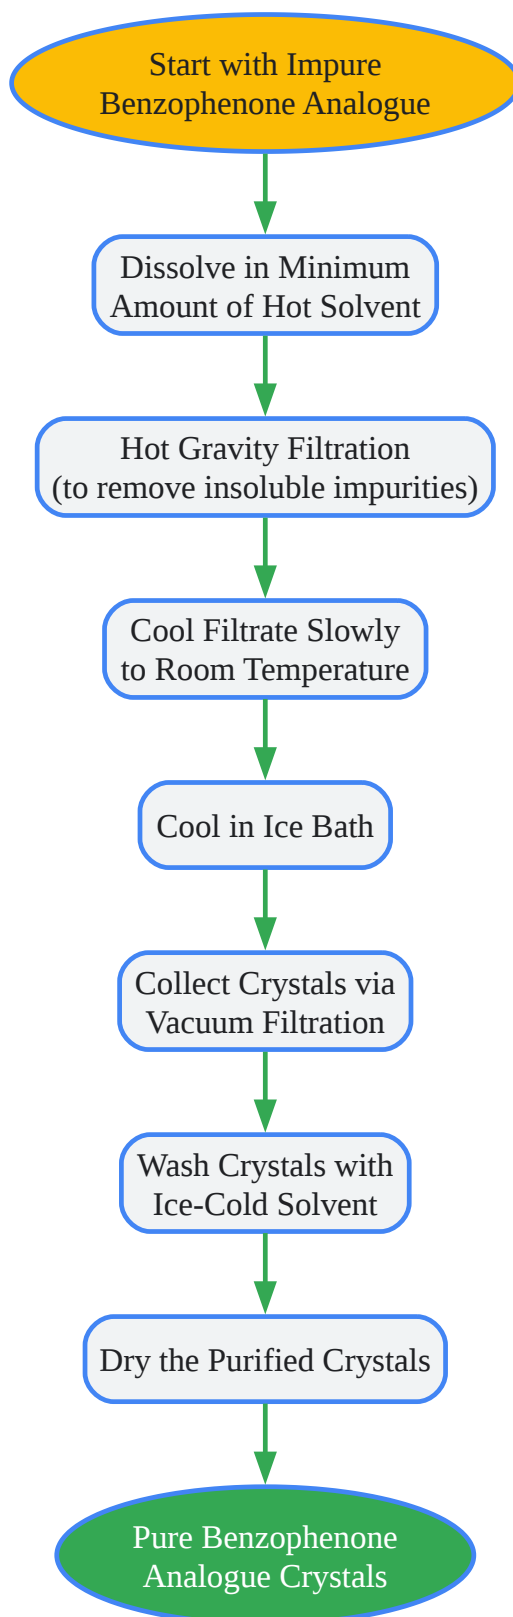 Start with Impure
Benzophenone Analogue
Dissolve in Minimum
Amount of Hot Solvent
Hot Gravity Filtration
(to remove insoluble impurities)
Cool Filtrate Slowly
to Room Temperature
Cool in Ice Bath
Collect Crystals via
Vacuum Filtration
Wash Crystals with
Ice-Cold Solvent
Dry the Purified Crystals
Pure Benzophenone
Analogue Crystals